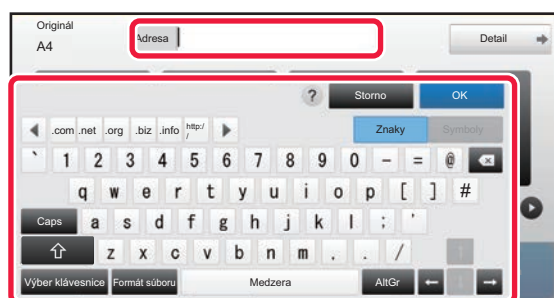 Originál
A4
Adresa
Detail
? Storno OK
.com .net .org .biz .info http://
Znaky Symboly
` 1 2 3 4 5 6 7 8 9 0 - = @
q w e r t y u i o p [ ] #
Caps a s d f g h j k l ; '
z x c v b n m . . /
Výber klávesnice Formát súboru Medzera AltGr